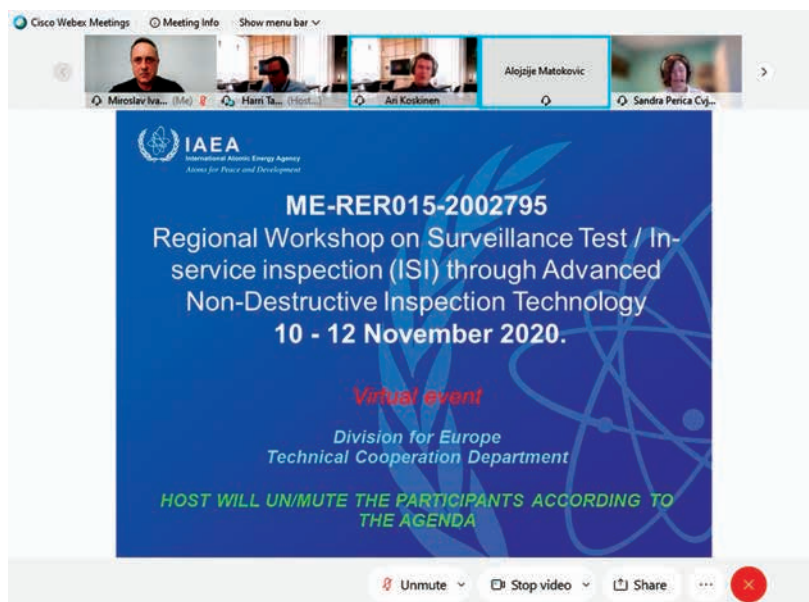 Cisco Webex Meetings Meeting Info Show menu bar
Miroslav Iva... (Me) Harri Ta... (Host...) Ari Koskinen Alojzije Matokovic Sandra Perica Cvj...
IAEA
International Atomic Energy Agency
Atoms for Peace and Development
ME-RER015-2002795
Regional Workshop on Surveillance Test / In-
service inspection (ISI) through Advanced
Non-Destructive Inspection Technology
10 - 12 November 2020.
Virtual event
Division for Europe
Technical Cooperation Department
HOST WILL UN/MUTE THE PARTICIPANTS ACCORDING TO
THE AGENDA
Unmute Stop video Share ...